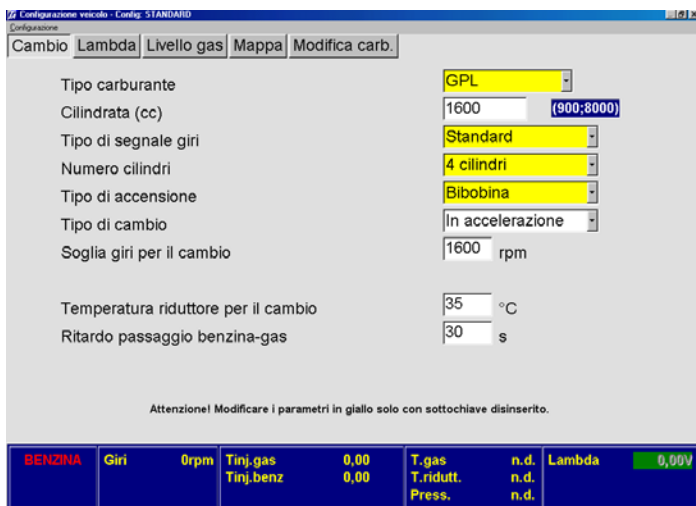 Configurazione veicolo - Config: STANDARD
Configurazione
Cambio Lambda Livello gas Mappa Modifica carb.
Tipo carburante GPL
Cilindrata (cc) 1600 (900;8000)
Tipo di segnale giri Standard
Numero cilindri 4 cilindri
Tipo di accensione Bibobina
Tipo di cambio In accelerazione
Soglia giri per il cambio 1600 rpm
Temperatura riduttore per il cambio 35 °C
Ritardo passaggio benzina-gas 30 s
Attenzione! Modificare i parametri in giallo solo con sottochiave disinserito.
BENZINA Giri 0rpm Tinj.gas 0,00 T.gas n.d. Lambda 0,00V
Tinj.benz 0,00 T.ridutt. n.d.
Press. n.d.